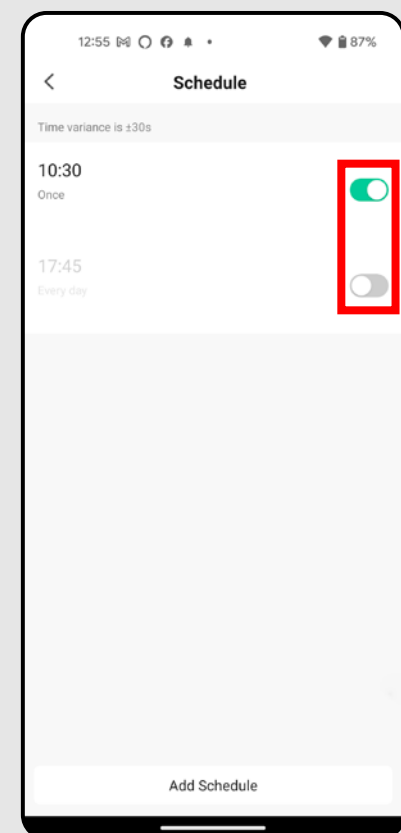 12:55 87%
Schedule
Time variance is ±30s
10:30
Once
17:45
Every day
Add Schedule